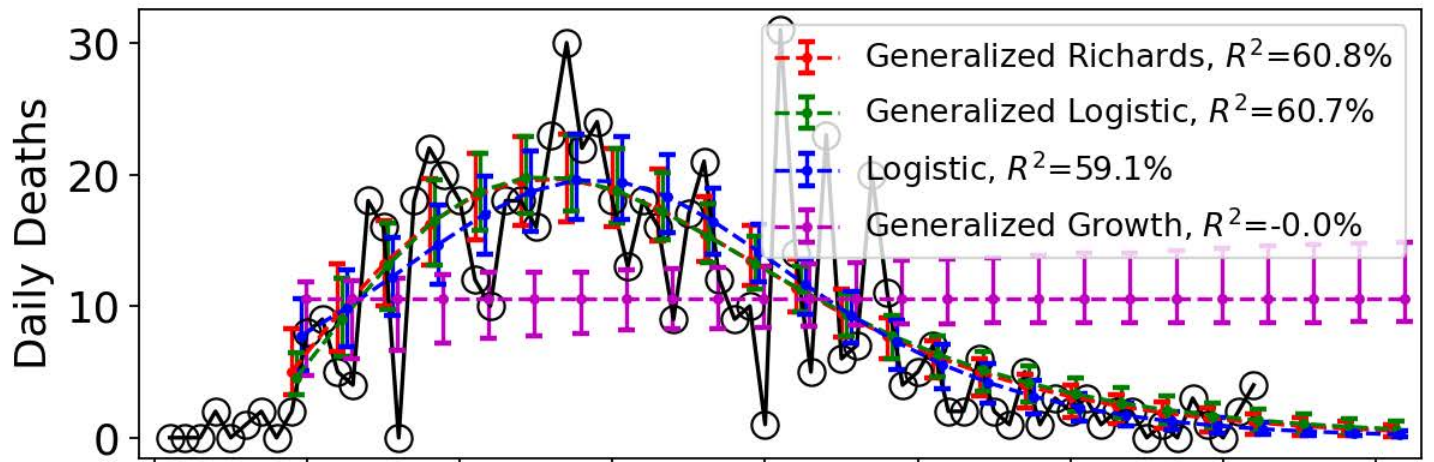 Daily Deaths
30
20
10
0
Generalized Richards, R²=60.8%
Generalized Logistic, R²=60.7%
Logistic, R²=59.1%
Generalized Growth, R²=-0.0%